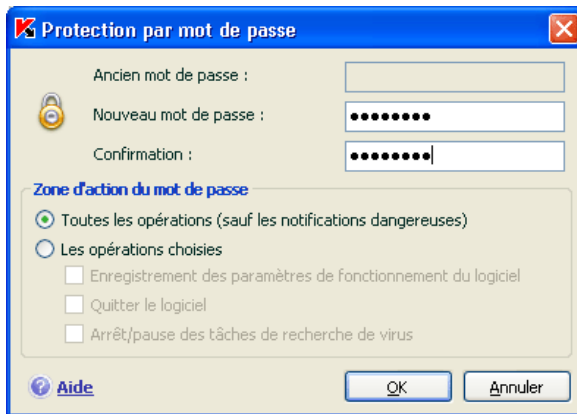 Protection par mot de passe
Ancien mot de passe :
Nouveau mot de passe : ••••••••
Confirmation : ••••••••
Zone d'action du mot de passe
Toutes les opérations (sauf les notifications dangereuses)
Les opérations choisies
Enregistrement des paramètres de fonctionnement du logiciel
Quitter le logiciel
Arrêt/pause des tâches de recherche de virus
Aide OK Annuler